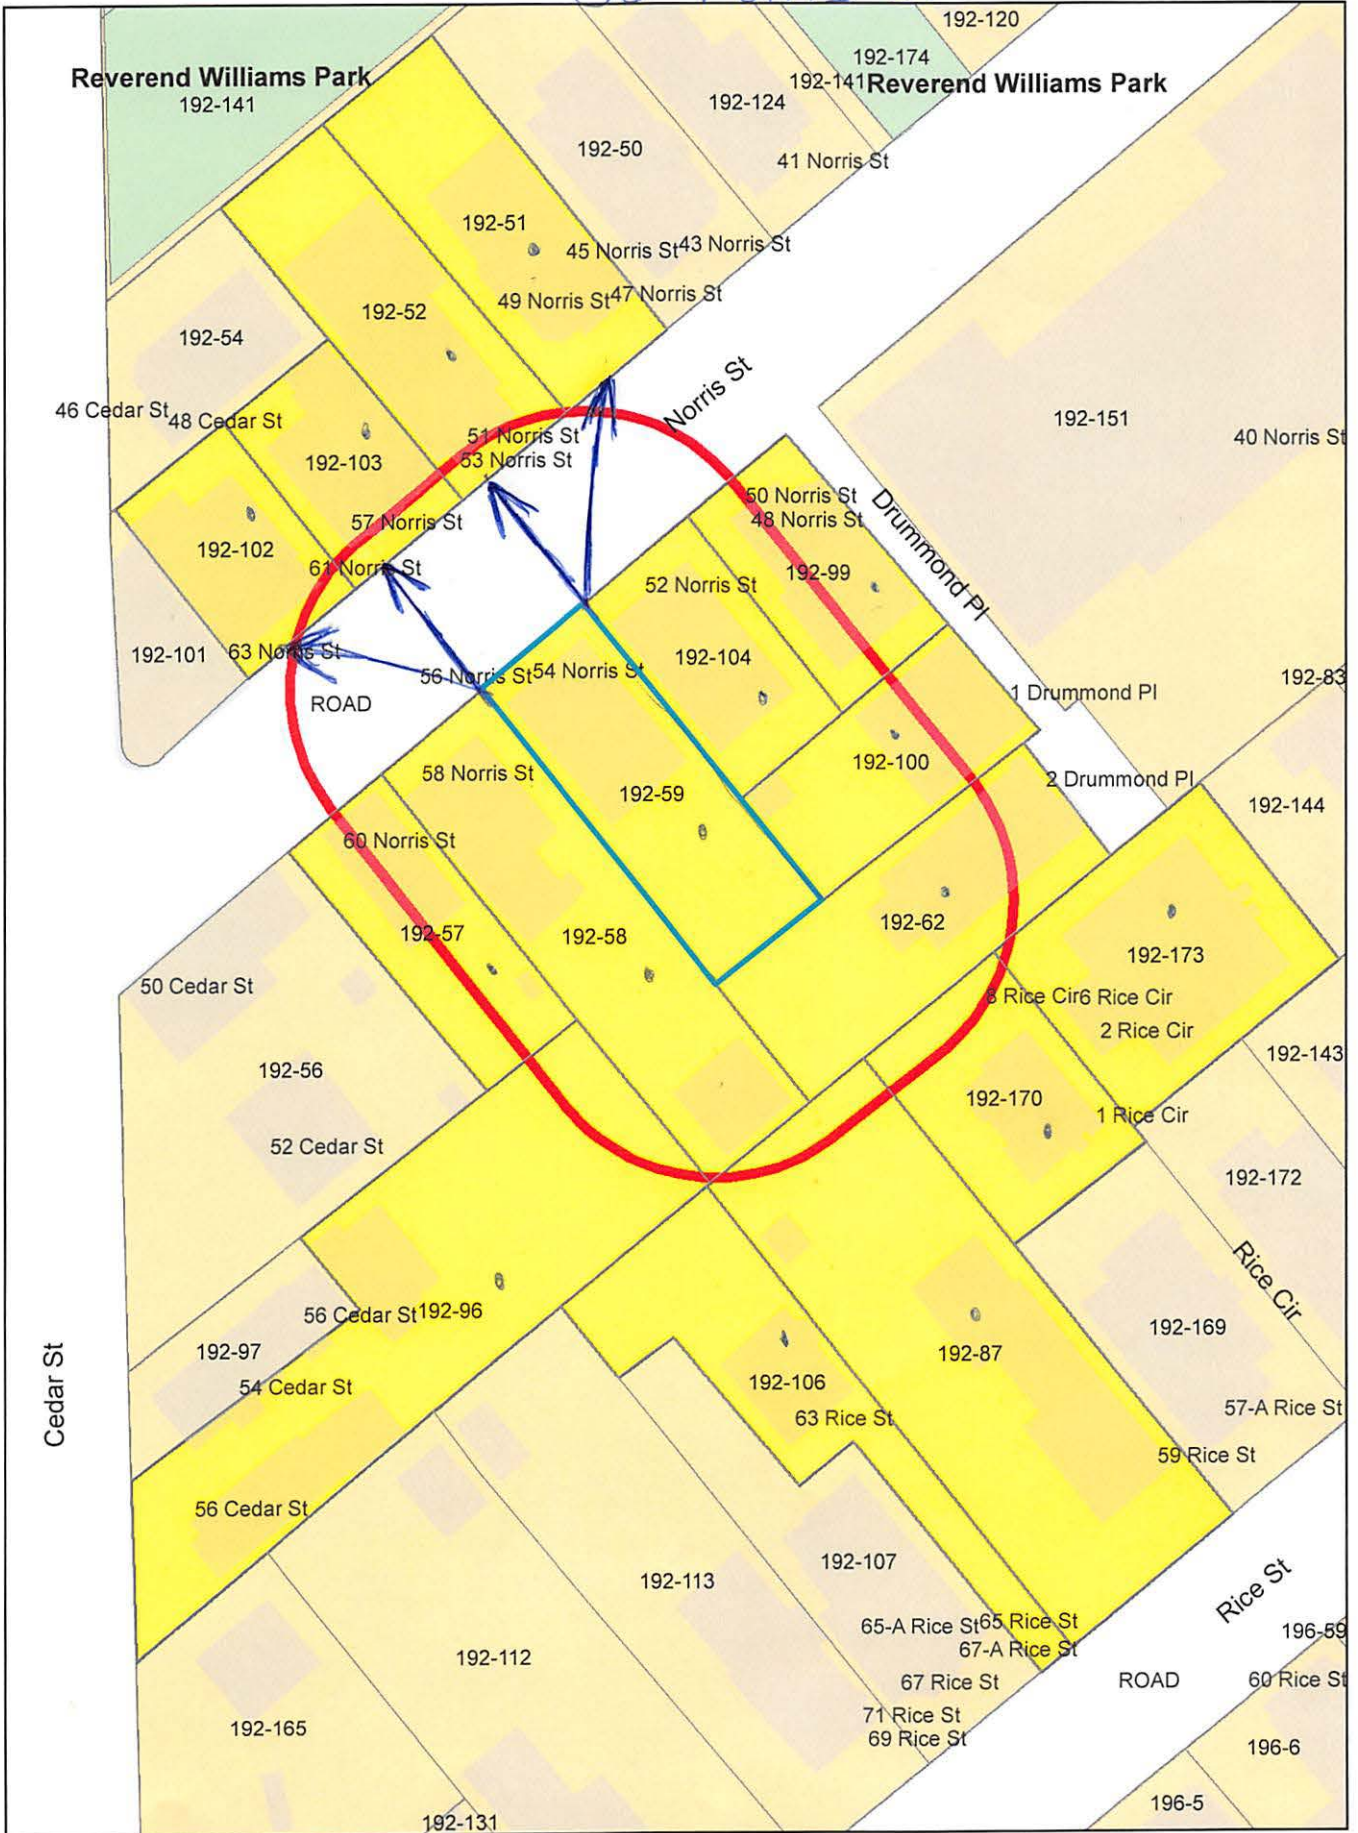 192-120
192-174
Reverend Williams Park
192-141
192-141
Reverend Williams Park
192-124
192-50
41 Norris St
192-51
45 Norris St
43 Norris St
49 Norris St
47 Norris St
192-52
192-54
Norris St
46 Cedar St
48 Cedar St
192-151
40 Norris St
51 Norris St
53 Norris St
192-103
50 Norris St
48 Norris St
57 Norris St
192-102
Drummond Pl
61 Norris St
192-99
52 Norris St
192-101
63 Norris St
192-104
56 Norris St
54 Norris St
192-83
1 Drummond Pl
ROAD
192-100
58 Norris St
2 Drummond Pl
192-59
192-144
60 Norris St
192-62
192-57
192-58
192-173
50 Cedar St
8 Rice Cir
6 Rice Cir
2 Rice Cir
192-56
192-143
192-170
1 Rice Cir
52 Cedar St
192-172
Rice Cir
56 Cedar St
192-96
192-97
192-169
192-87
54 Cedar St
192-106
Cedar St
63 Rice St
57-A Rice St
59 Rice St
56 Cedar St
192-107
192-113
Rice St
65-A Rice St
65 Rice St
196-59
67-A Rice St
192-112
67 Rice St
ROAD
60 Rice St
71 Rice St
192-165
69 Rice St
196-6
196-5
192-131